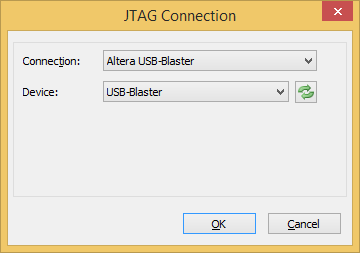 JTAG Connection
Connection: Altera USB-Blaster
Device: USB-Blaster
OK Cancel